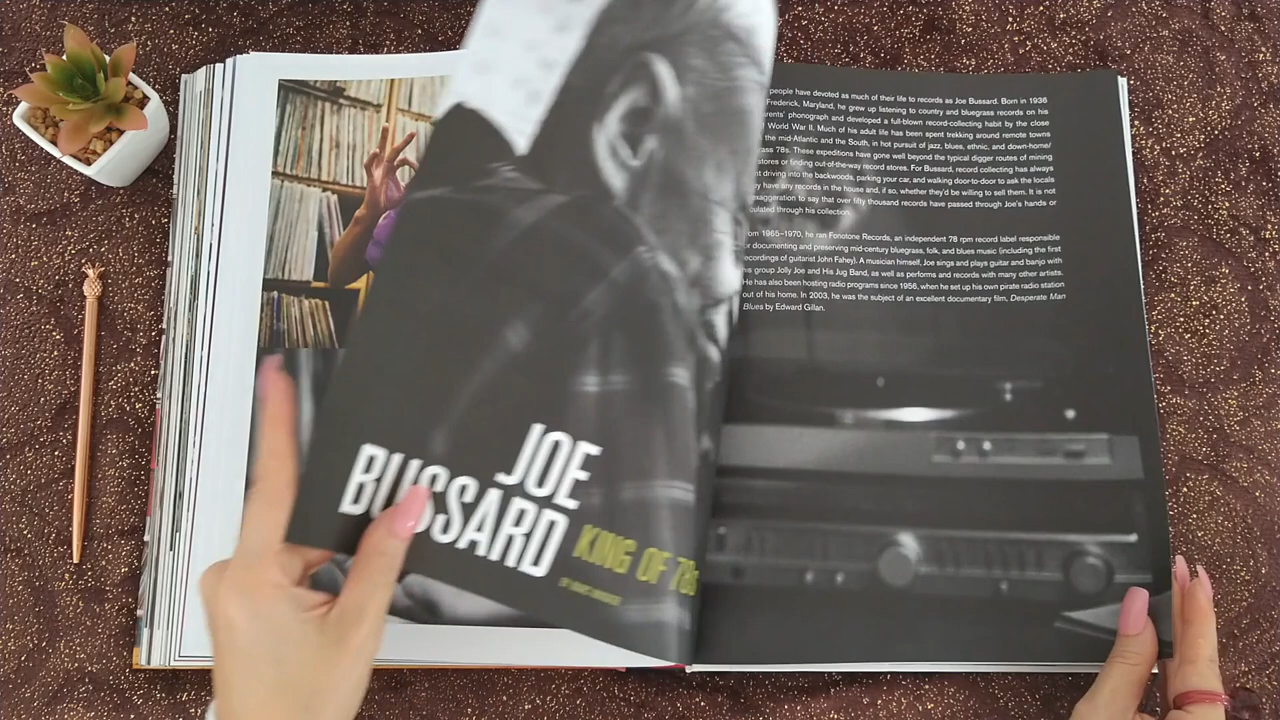 JOE
BUSSARD
KING OF 78s
people have devoted as much of their life to records as Joe Bussard. Born in 1936
Frederick, Maryland, he grew up listening to country and bluegrass records on his
phonograph and developed a full-blown record-collecting habit by the close
World War II. Much of his adult life has been spent trekking around remote towns
the mid-Atlantic and the South, in hot pursuit of jazz, blues, ethnic, and down-home/
78s. These expeditions have gone well beyond the typical digger routes of mining
stores or finding out-of-the-way record stores. For Bussard, record collecting has always
driving into the backwoods, parking your car, and walking door-to-door to ask the locals
have any records in the house and, if so, whether they'd be willing to sell them. It is not
exaggeration to say that over fifty thousand records have passed through Joe's hands or
through his collection.
1965–1970, he ran Fonotone Records, an independent 78 rpm record label responsible
documenting and preserving mid-century bluegrass, folk, and blues music (including the first
recordings of guitarist John Fahey). A musician himself, Joe sings and plays guitar and banjo with
his group Jolly Joe and His Jug Band, as well as performs and records with many other artists.
He has also been hosting radio programs since 1956, when he set up his own pirate radio station
out of his home. In 2003, he was the subject of an excellent documentary film, Desperate Man
Blues by Edward Gillan.